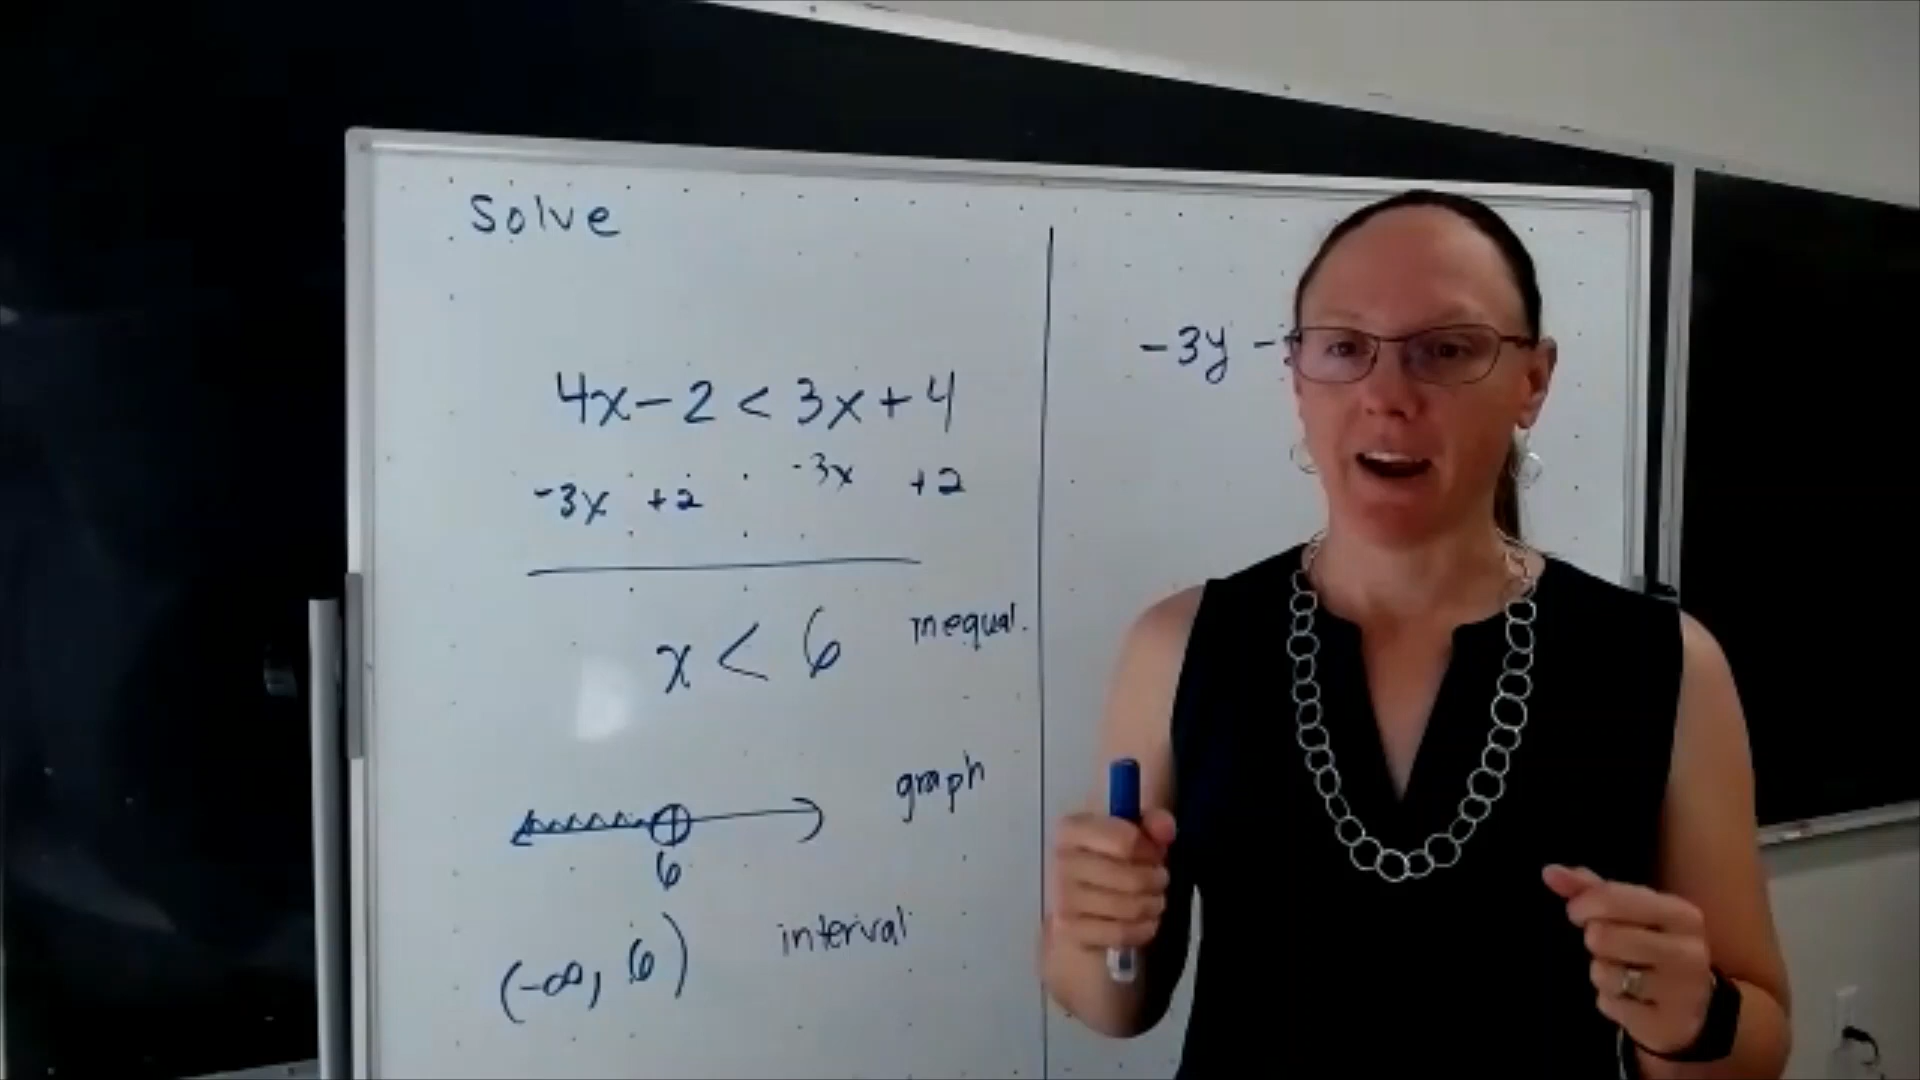 Solve
4x - 2 < 3x + 4
-3x +2 -3x +2
x < 6 inequal.
graph
6
(-∞, 6) interval
-3y -